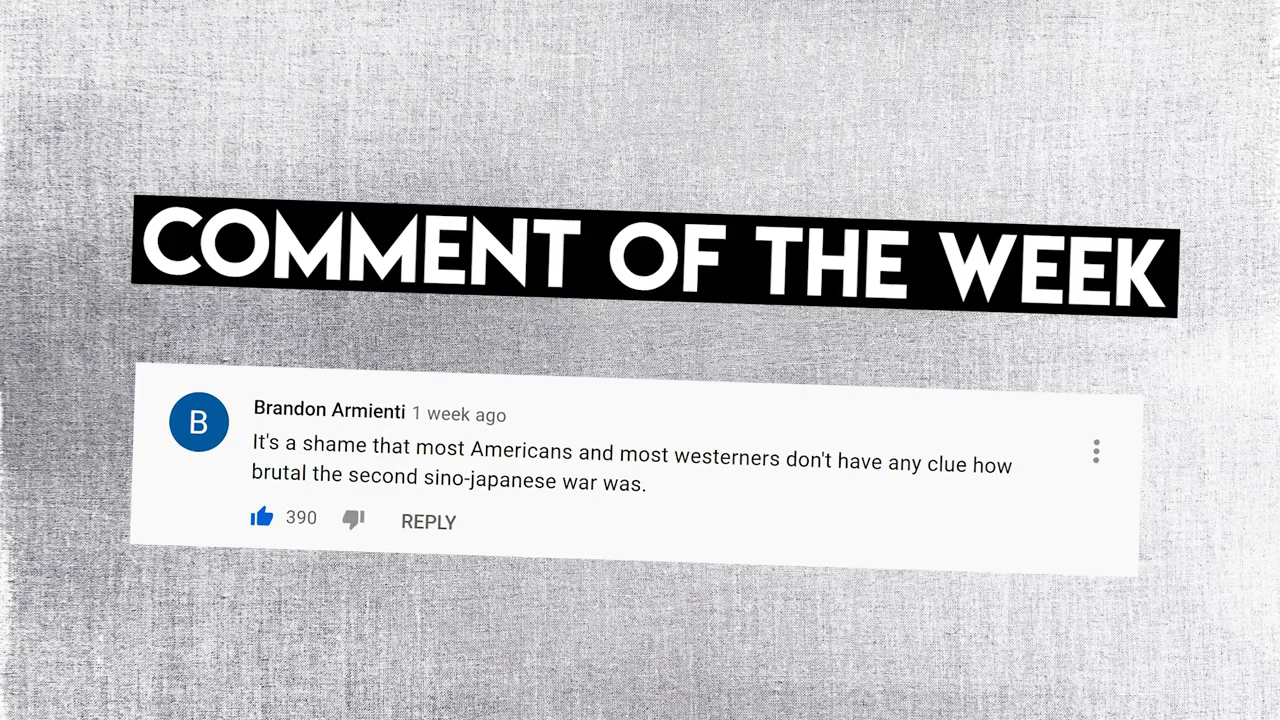 COMMENT OF THE WEEK
B
Brandon Armienti 1 week ago
It's a shame that most Americans and most westerners don't have any clue how
brutal the second sino-japanese war was.
390 REPLY